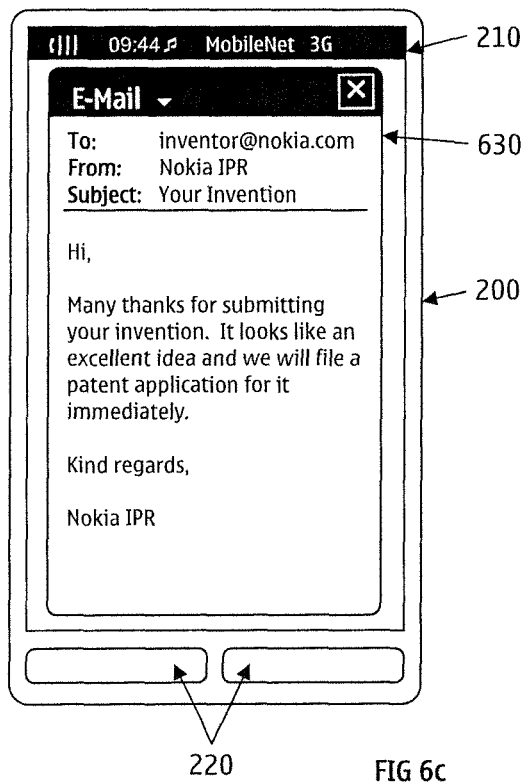 09:44 MobileNet 3G
210
E-Mail
630
To: inventor@nokia.com
From: Nokia IPR
Subject: Your Invention
Hi,
200
Many thanks for submitting
your invention. It looks like an
excellent idea and we will file a
patent application for it
immediately.
Kind regards,
Nokia IPR
220
FIG 6c